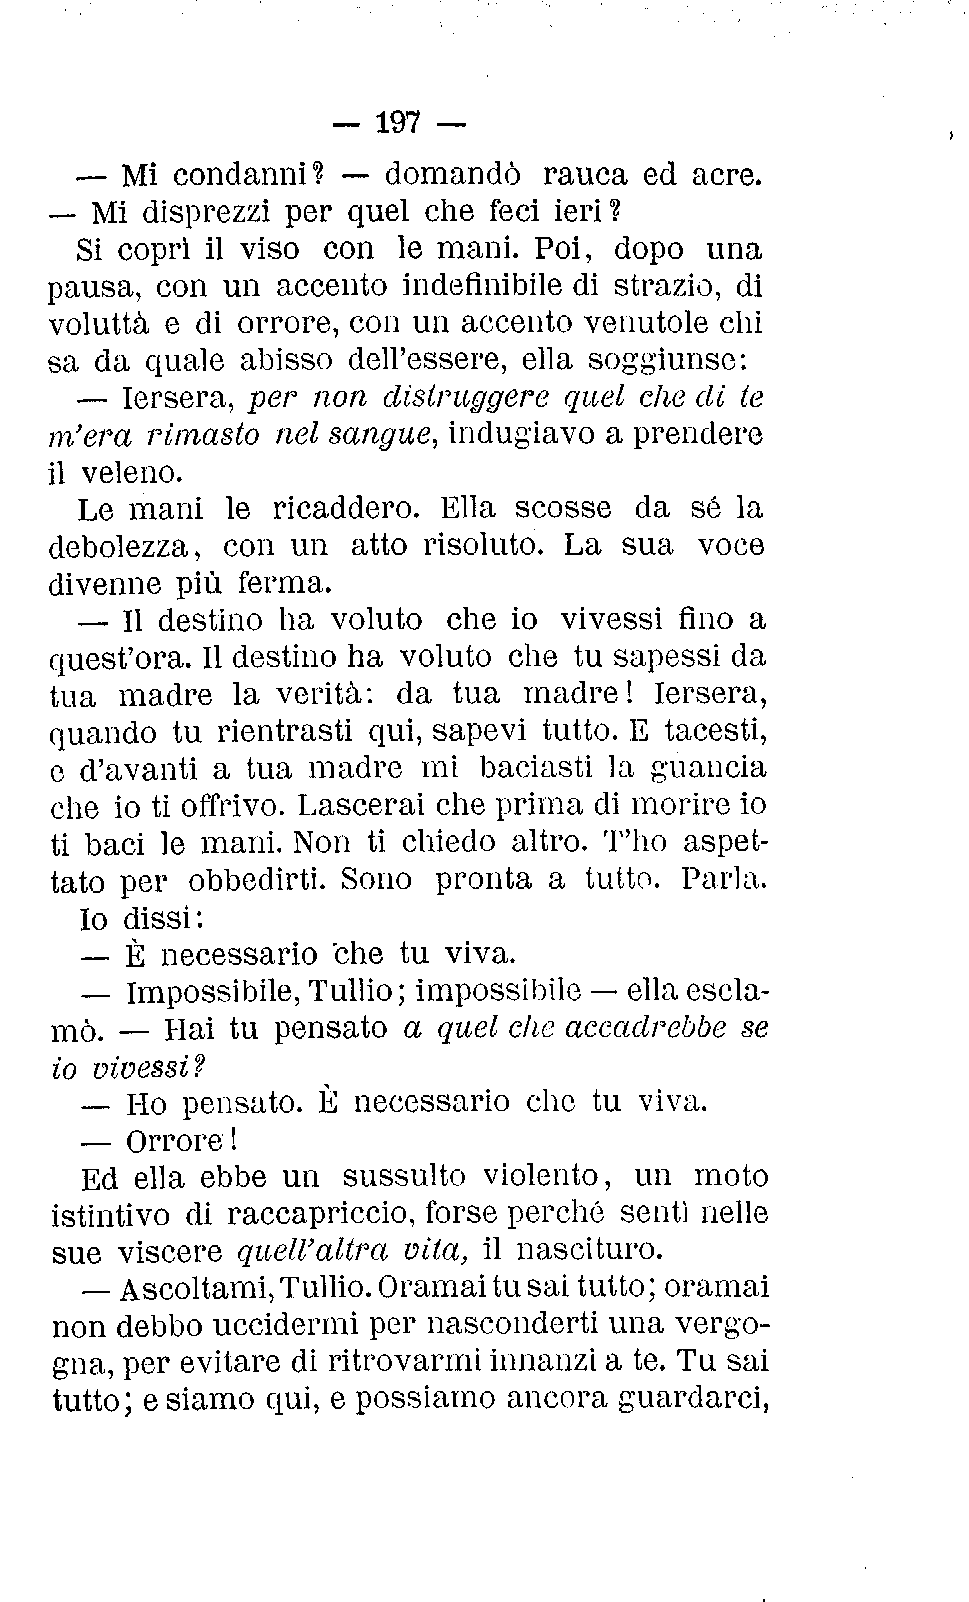 — 197 —
— Mi condanni? — domandò rauca ed acre.
— Mi disprezzi per quel che feci ieri?
Si coprì il viso con le mani. Poi, dopo una
pausa, con un accento indefinibile di strazio, di
voluttà e di orrore, con un accento venutole chi
sa da quale abisso dell'essere, ella soggiunse:
— Iersera, per non distruggere quel che di te
m'era rimasto nel sangue, indugiavo a prendere
il veleno.
Le mani le ricaddero. Ella scosse da sé la
debolezza, con un atto risoluto. La sua voce
divenne più ferma.
— Il destino ha voluto che io vivessi fino a
quest'ora. Il destino ha voluto che tu sapessi da
tua madre la verità: da tua madre! Iersera,
quando tu rientrasti qui, sapevi tutto. E tacesti,
e d'avanti a tua madre mi baciasti la guancia
che io ti offrivo. Lascerai che prima di morire io
ti baci le mani. Non ti chiedo altro. T'ho aspet-
tato per obbedirti. Sono pronta a tutto. Parla.
Io dissi:
— È necessario che tu viva.
— Impossibile, Tullio; impossibile — ella escla-
mò. — Hai tu pensato a quel che accadrebbe se
io vivessi?
— Ho pensato. È necessario che tu viva.
— Orrore!
Ed ella ebbe un sussulto violento, un moto
istintivo di raccapriccio, forse perché sentì nelle
sue viscere quell'altra vita, il nascituro.
— Ascoltami, Tullio. Oramai tu sai tutto; oramai
non debbo uccidermi per nasconderti una vergo-
gna, per evitare di ritrovarmi innanzi a te. Tu sai
tutto; e siamo qui, e possiamo ancora guardarci,